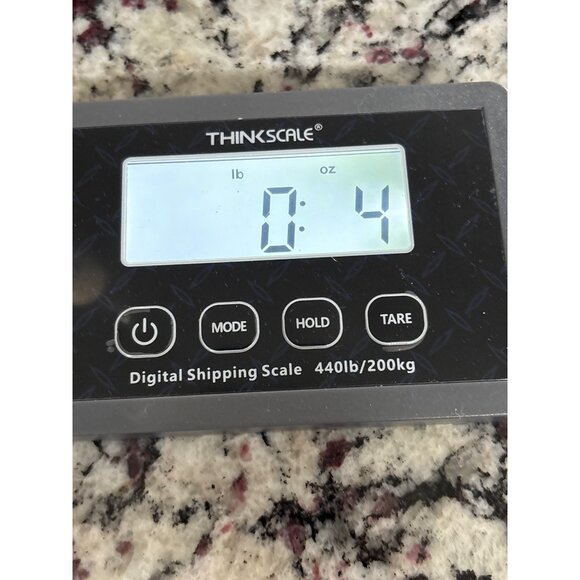 THINKSCALE®
lb oz
0: 4
MODE HOLD TARE
Digital Shipping Scale 440lb/200kg